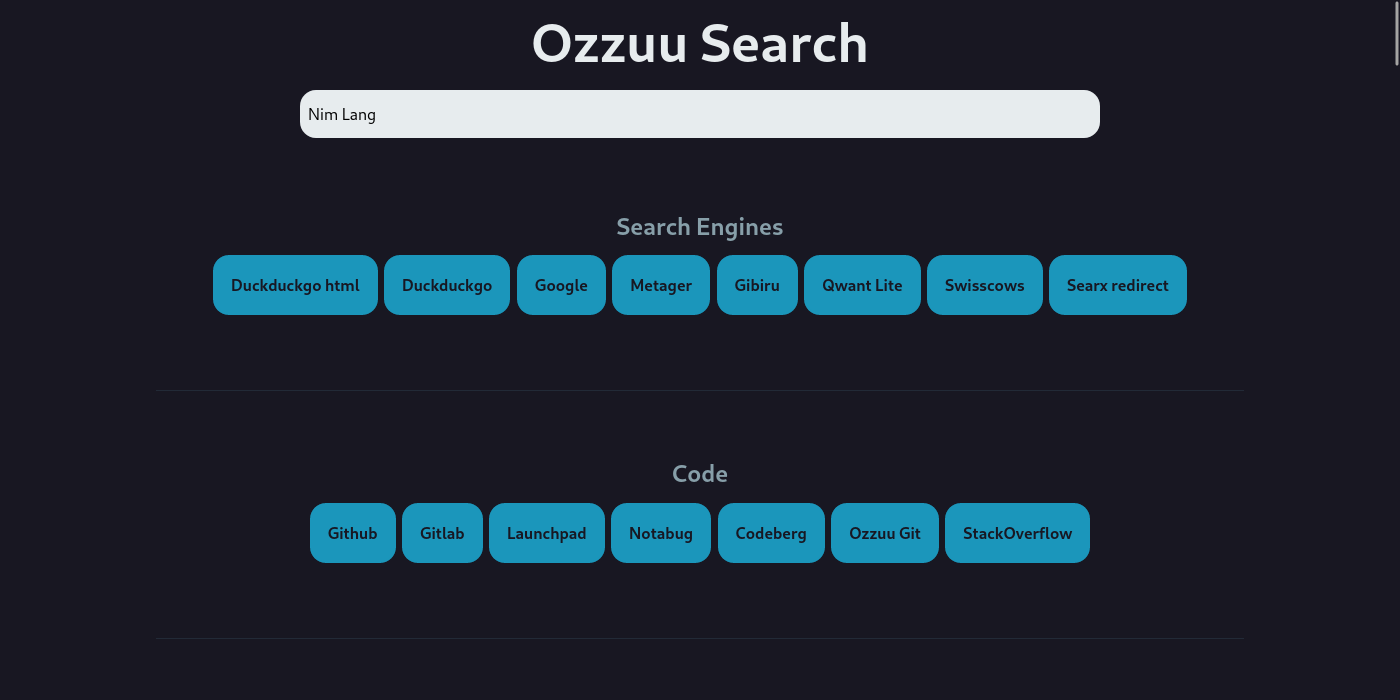 Ozzuu Search
Nim Lang
Search Engines
Duckduckgo html Duckduckgo Google Metager Gibiru Qwant Lite Swisscows Searx redirect
Code
Github Gitlab Launchpad Notabug Codeberg Ozzuu Git StackOverflow